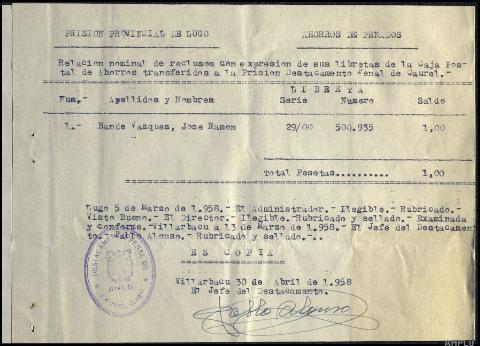 PRISION PROVINCIAL DE LUGO AHORROS DE PENADOS
Relacion nominal de reclusos con expresion de sus libretas de la Caja Pos-
tal de Ahorros transferidos a la Prision Destacamento Penal de Caurel.-
L I B R E T A
Num,- Apellidos y Nombres Serie Numero Saldo
1.- Bande Vazquez, Jose Ramon 29/00 500.935 1,00
Total Pesetas.......... 1,00
Lugo 5 de Marzo de 1.958.- El Administrador.- Ilegible. Rubricado.-
Visto Bueno.- El Director.- Ilegible. Rubricado y sellado.- Examinada
y conforme.-Villarbacu a 13 de Marzo de 1.958.- El Jefe del Destacamen-
to.- Pablo Alonso.- Rubricado y sellado.-..
ES COPIA
Villarbacu 30 de Abril de 1.958
El Jefe del Destacamento.
Pablo Alonso
DESTACAMENTO PENAL DE
JEFATURA
AHPLU